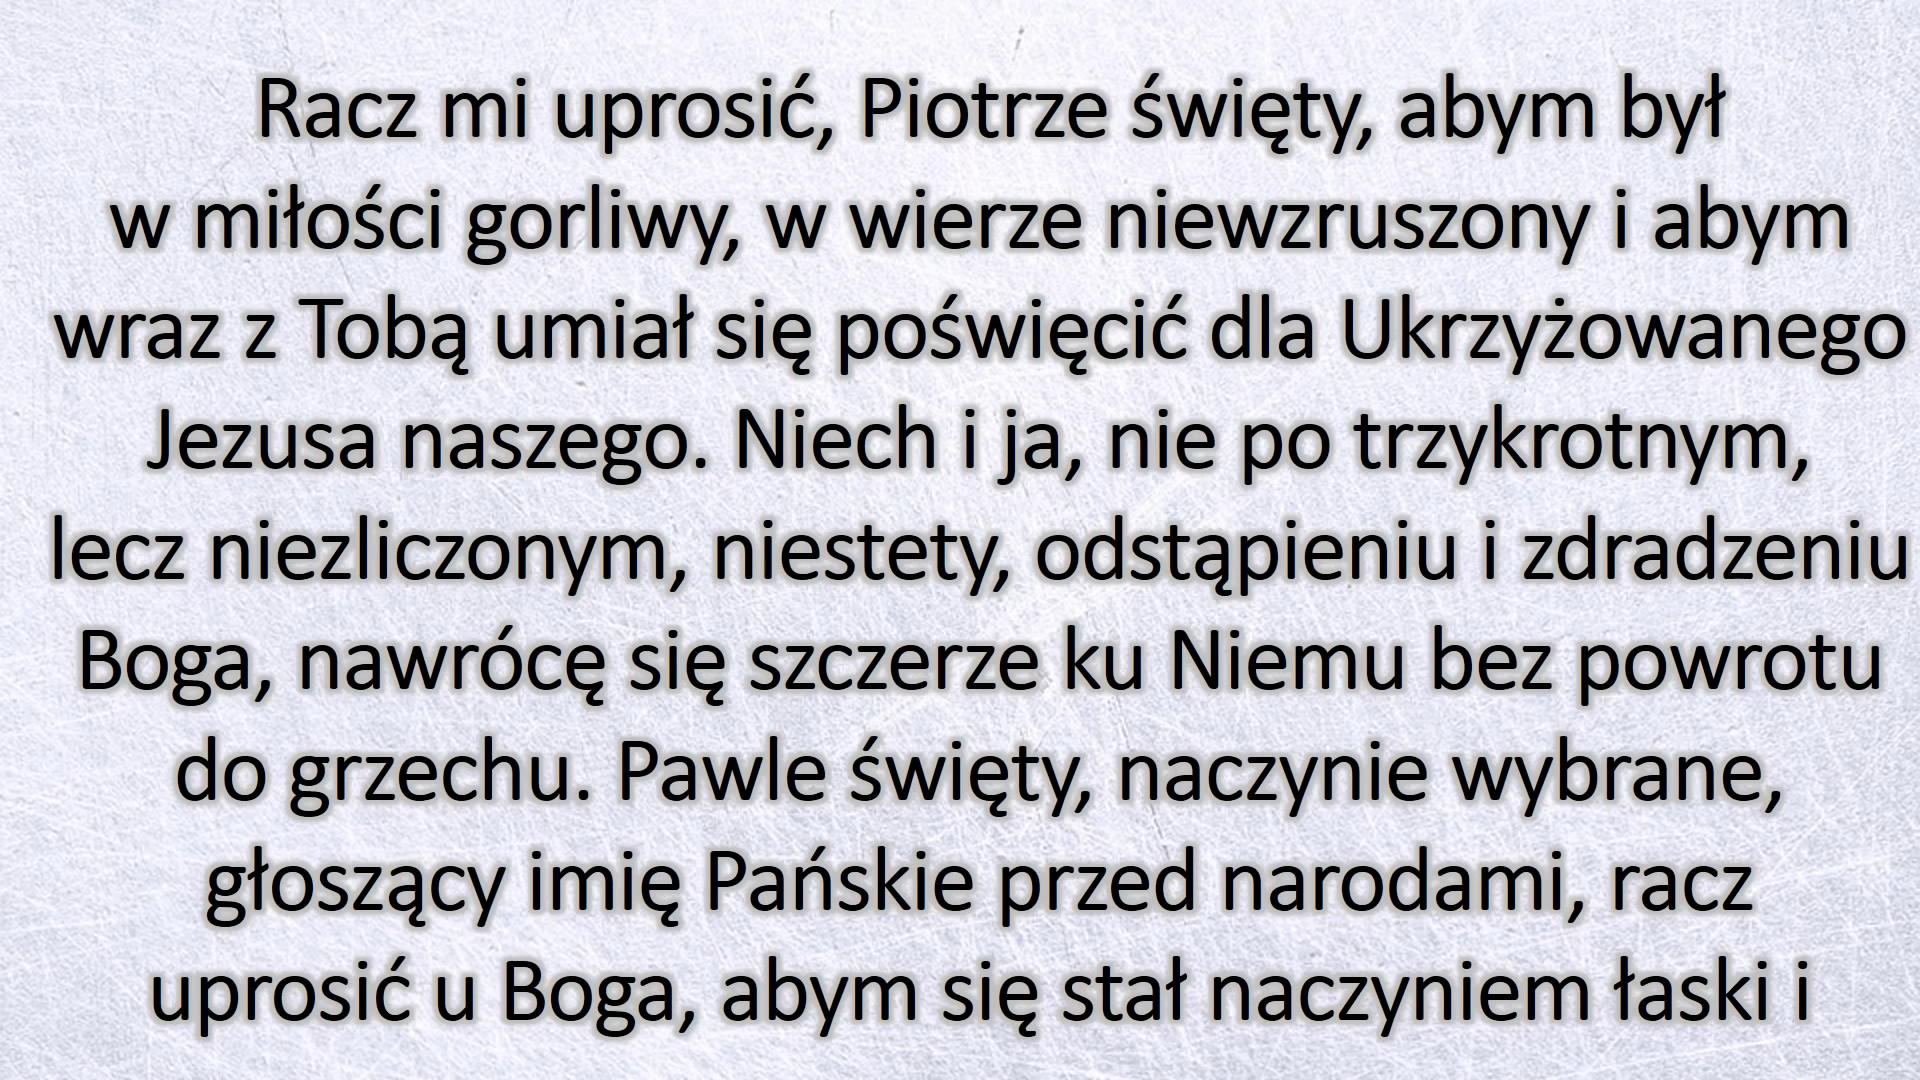 Racz mi uprosić, Piotrze święty, abym był
w miłości gorliwy, w wierze niewzruszony i abym
wraz z Tobą umiał się poświęcić dla Ukrzyżowanego
Jezusa naszego. Niech i ja, nie po trzykrotnym,
lecz niezliczonym, niestety, odstąpieniu i zdradzeniu
Boga, nawrócę się szczerze ku Niemu bez powrotu
do grzechu. Pawle święty, naczynie wybrane,
głoszący imię Pańskie przed narodami, racz
uprosić u Boga, abym się stał naczyniem łaski i